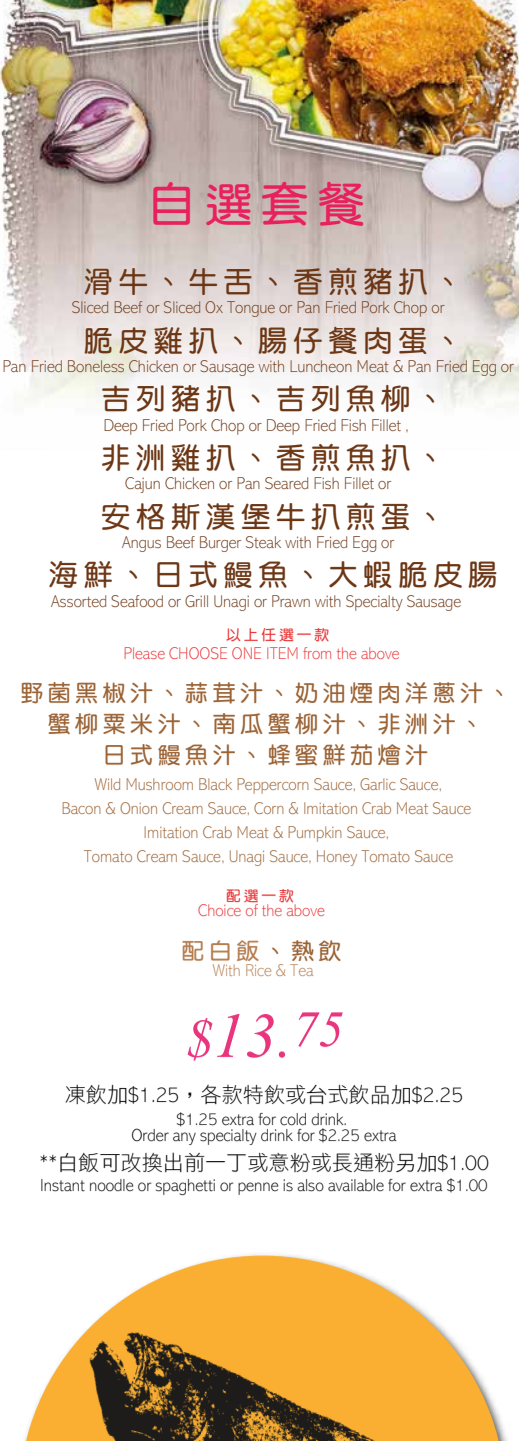 自選套餐
滑牛、牛舌、香煎豬扒、
Sliced Beef or Sliced Ox Tongue or Pan Fried Pork Chop or
脆皮雞扒、腸仔餐肉蛋、
Pan Fried Boneless Chicken or Sausage with Luncheon Meat & Pan Fried Egg or
吉列豬扒、吉列魚柳、
Deep Fried Pork Chop or Deep Fried Fish Fillet ,
非洲雞扒、香煎魚扒、
Cajun Chicken or Pan Seared Fish Fillet or
安格斯漢堡牛扒煎蛋、
Angus Beef Burger Steak with Fried Egg or
海鮮、日式鰻魚、大蝦脆皮腸
Assorted Seafood or Grill Unagi or Prawn with Specialty Sausage
以上任選一款
Please CHOOSE ONE ITEM from the above
野菌黑椒汁、蒜茸汁、奶油煙肉洋蔥汁、
蟹柳粟米汁、南瓜蟹柳汁、非洲汁、
日式鰻魚汁、蜂蜜鮮茄燴汁
Wild Mushroom Black Peppercorn Sauce, Garlic Sauce,
Bacon & Onion Cream Sauce, Corn & Imitation Crab Meat Sauce
Imitation Crab Meat & Pumpkin Sauce,
Tomato Cream Sauce, Unagi Sauce, Honey Tomato Sauce
配選一款
Choice of the above
配白飯、熱飲
With Rice & Tea
$13.75
凍飲加$1.25，各款特飲或台式飲品加$2.25
$1.25 extra for cold drink.
Order any specialty drink for $2.25 extra
**白飯可改換出前一丁或意粉或長通粉另加$1.00
Instant noodle or spaghetti or penne is also available for extra $1.00